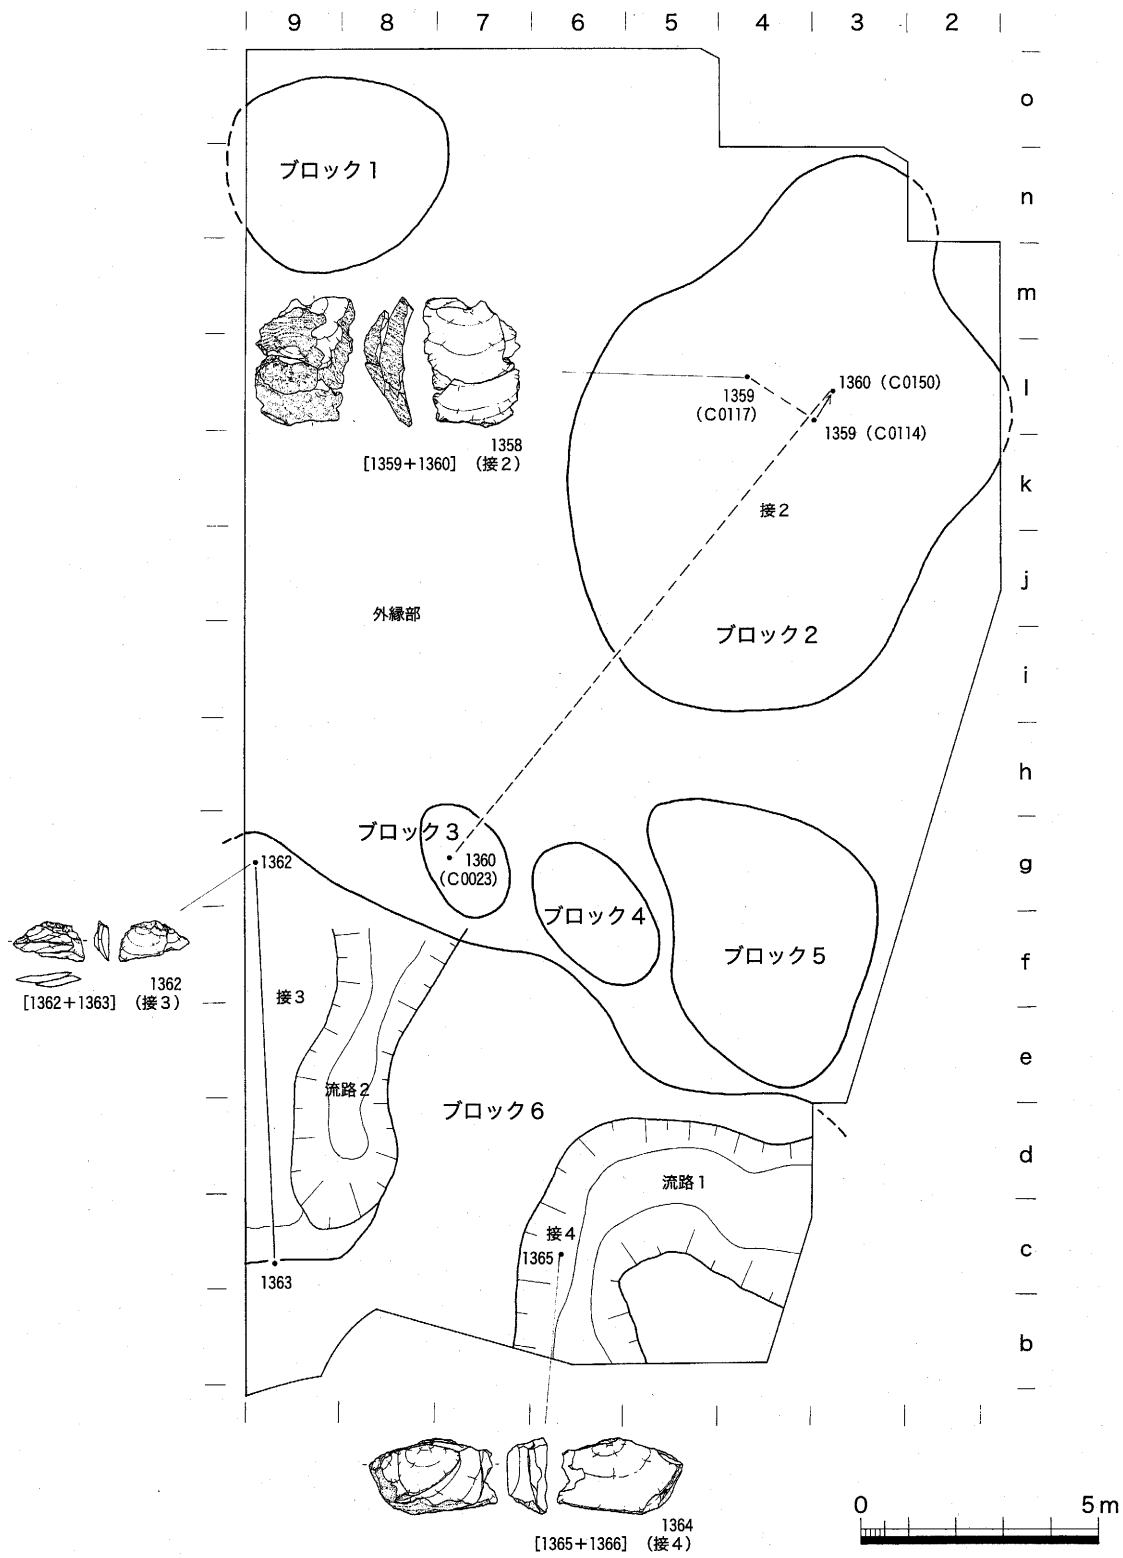 9 8 7 6 5 4 3 2
o
ブロック1
n
m
l
1360 (C0150)
1359
(C0117)
1359 (C0114)
1358
[1359+1360] (接2)
k
接2
j
外縁部
ブロック2
i
h
ブロック3
1360
(C0023)
g
1362
ブロック4
ブロック5
f
1362
[1362+1363] (接3)
接3
e
流路2
ブロック6
d
流路1
接4
1365
c
1363
b
1364
[1365+1366] (接4)
0 5m